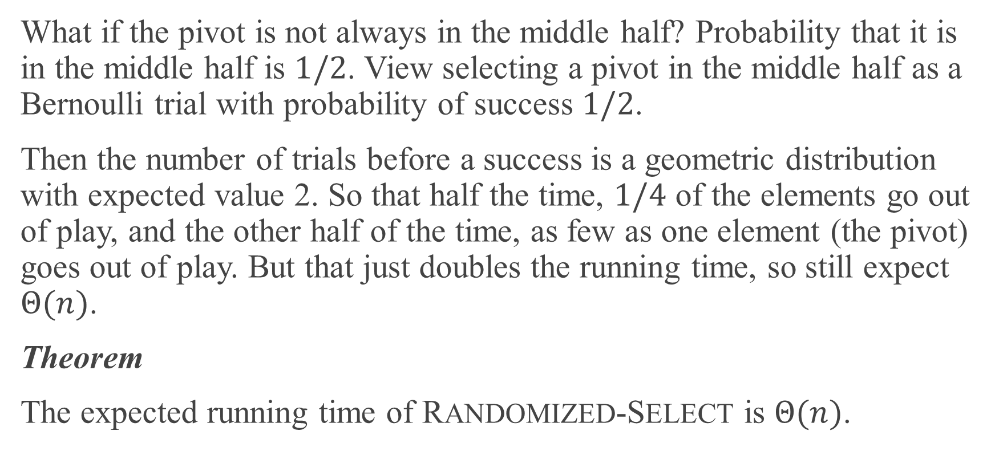 What if the pivot is not always in the middle half? Probability that it is
in the middle half is 1/2. View selecting a pivot in the middle half as a
Bernoulli trial with probability of success 1/2.
Then the number of trials before a success is a geometric distribution
with expected value 2. So that half the time, 1/4 of the elements go out
of play, and the other half of the time, as few as one element (the pivot)
goes out of play. But that just doubles the running time, so still expect
Θ(n).
Theorem
The expected running time of RANDOMIZED-SELECT is Θ(n).